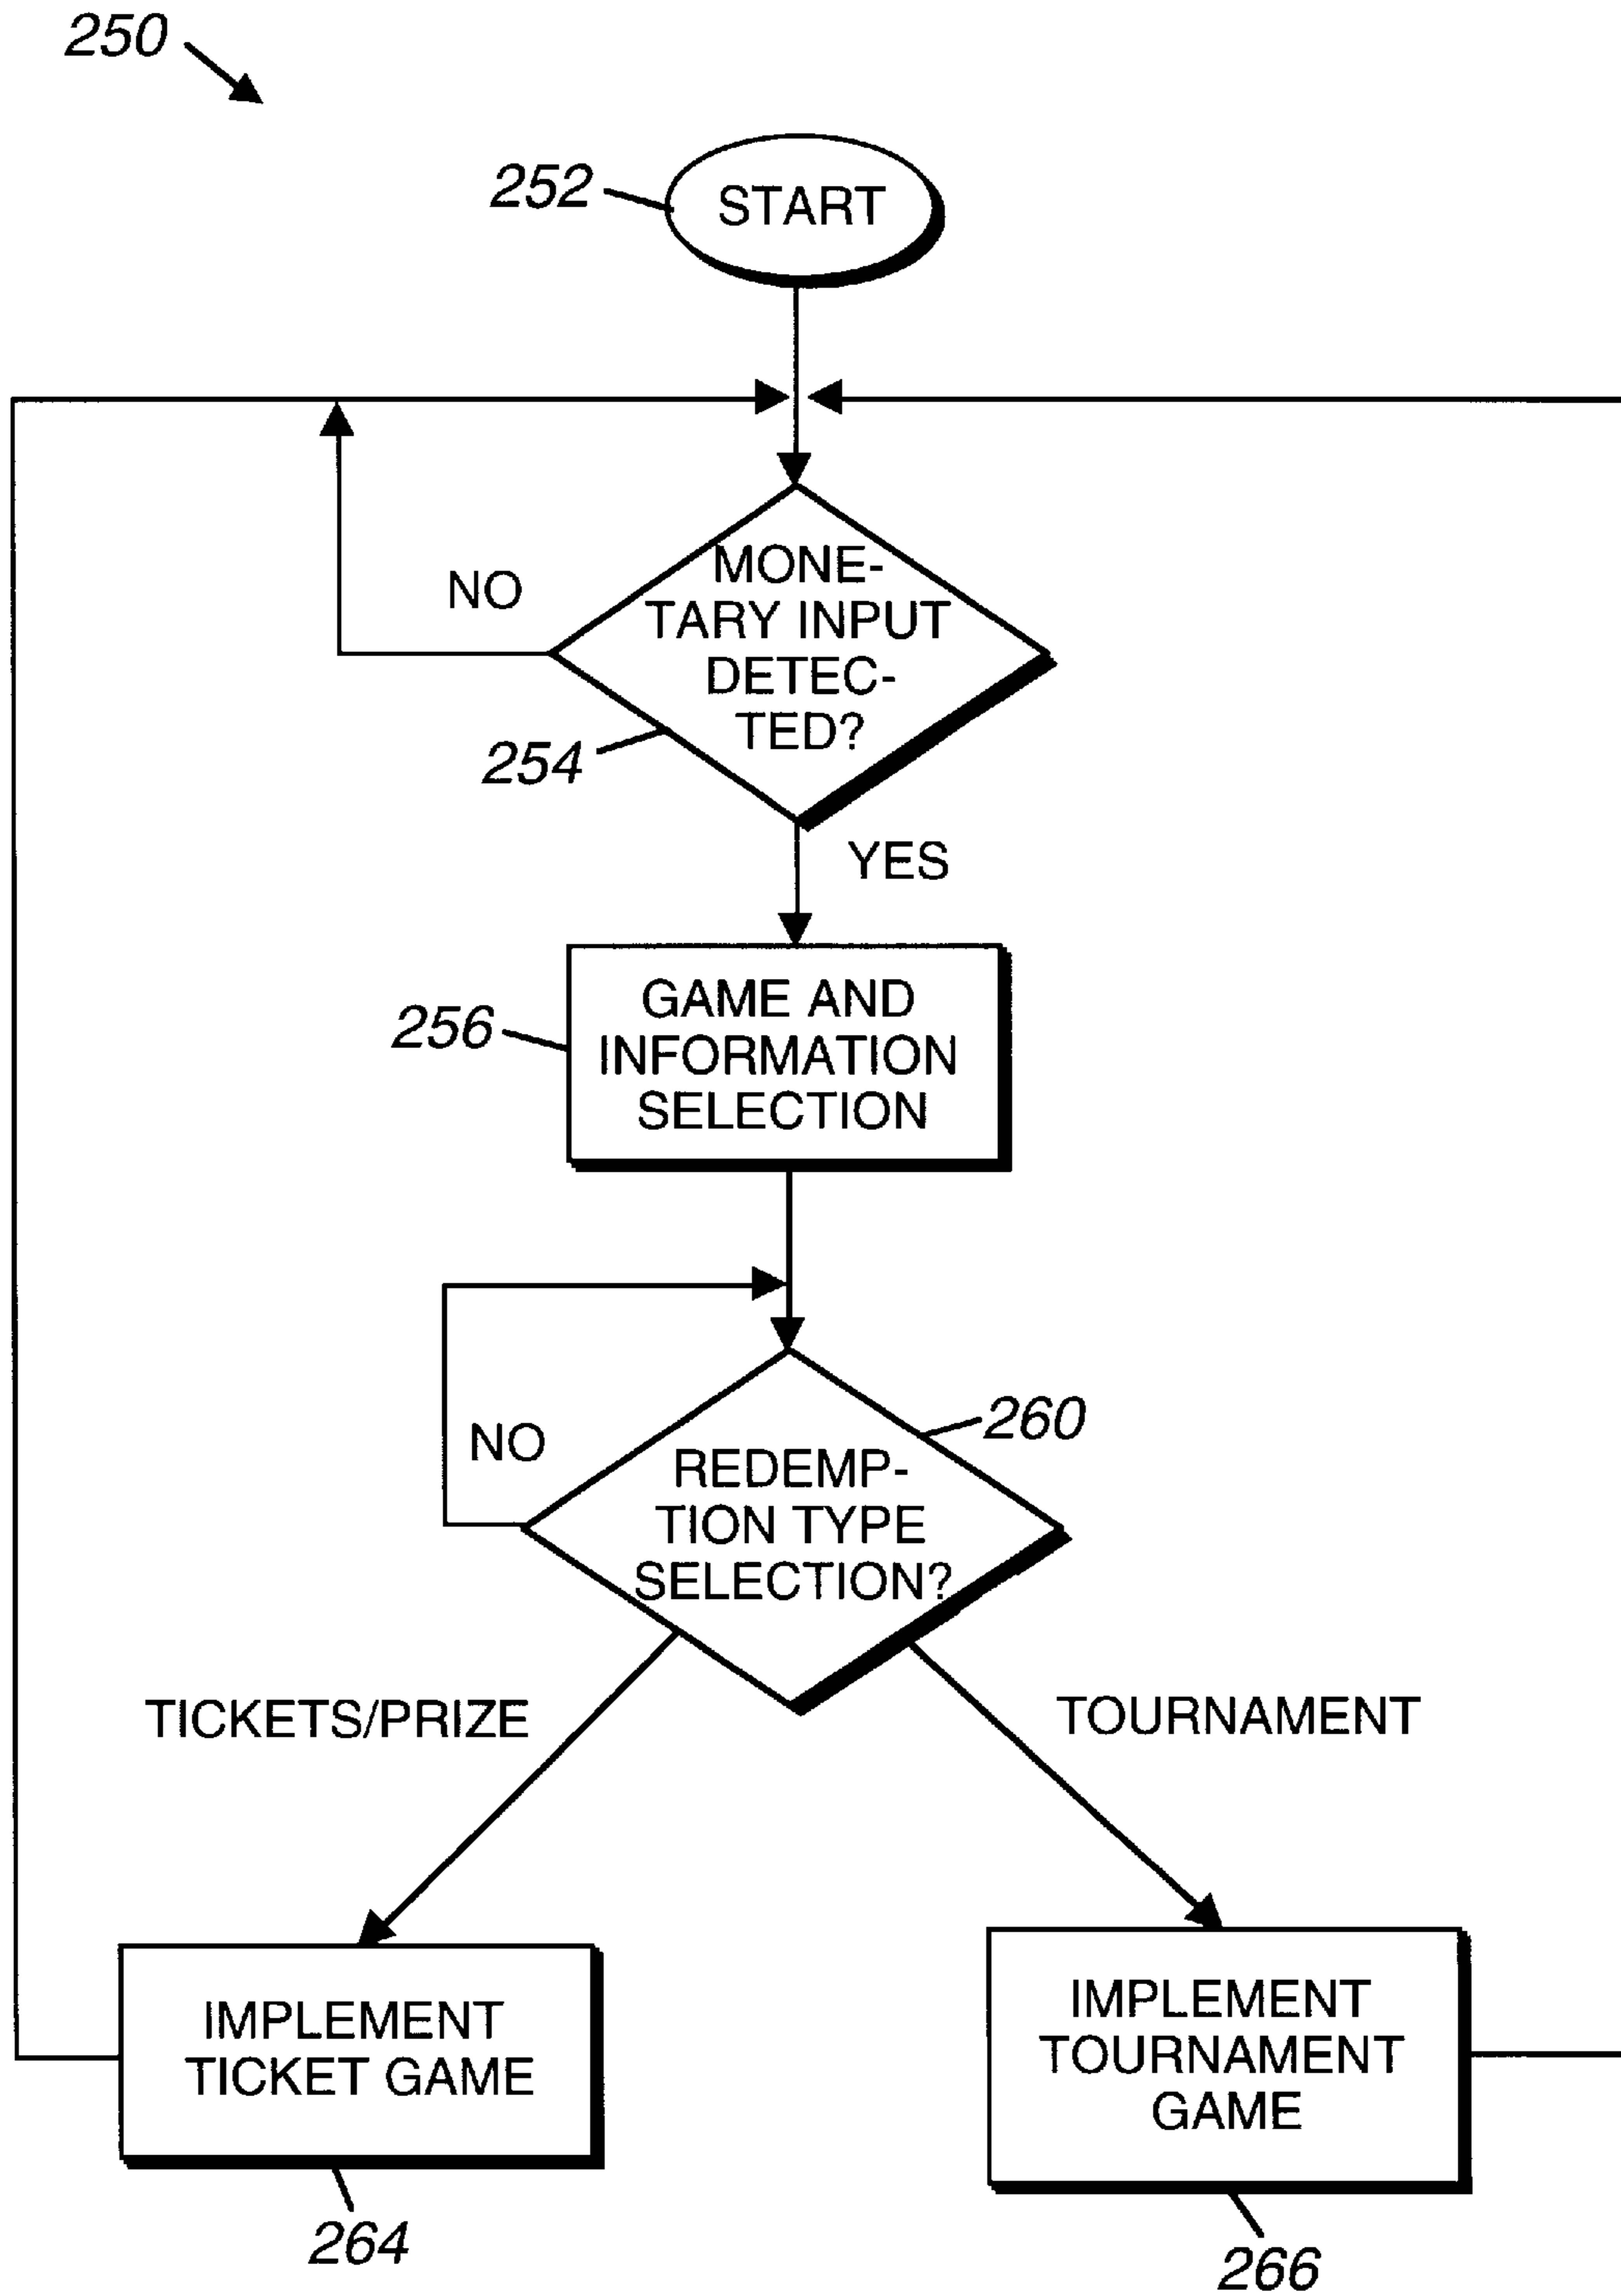 250
252
START
NO
MONE-
TARY INPUT
DETEC-
TED?
254
YES
256
GAME AND
INFORMATION
SELECTION
260
NO
REDEMP-
TION TYPE
SELECTION?
TICKETS/PRIZE
TOURNAMENT
IMPLEMENT
TICKET GAME
IMPLEMENT
TOURNAMENT
GAME
264
266